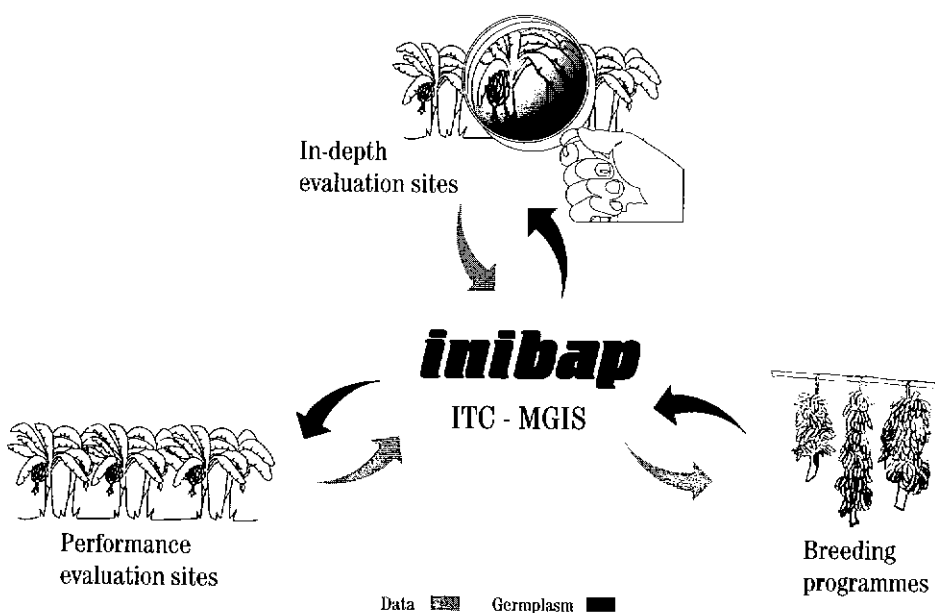 In-depth
evaluation sites
inibap
ITC - MGIS
Performance
evaluation sites
Breeding
programmes
Data Germplasm